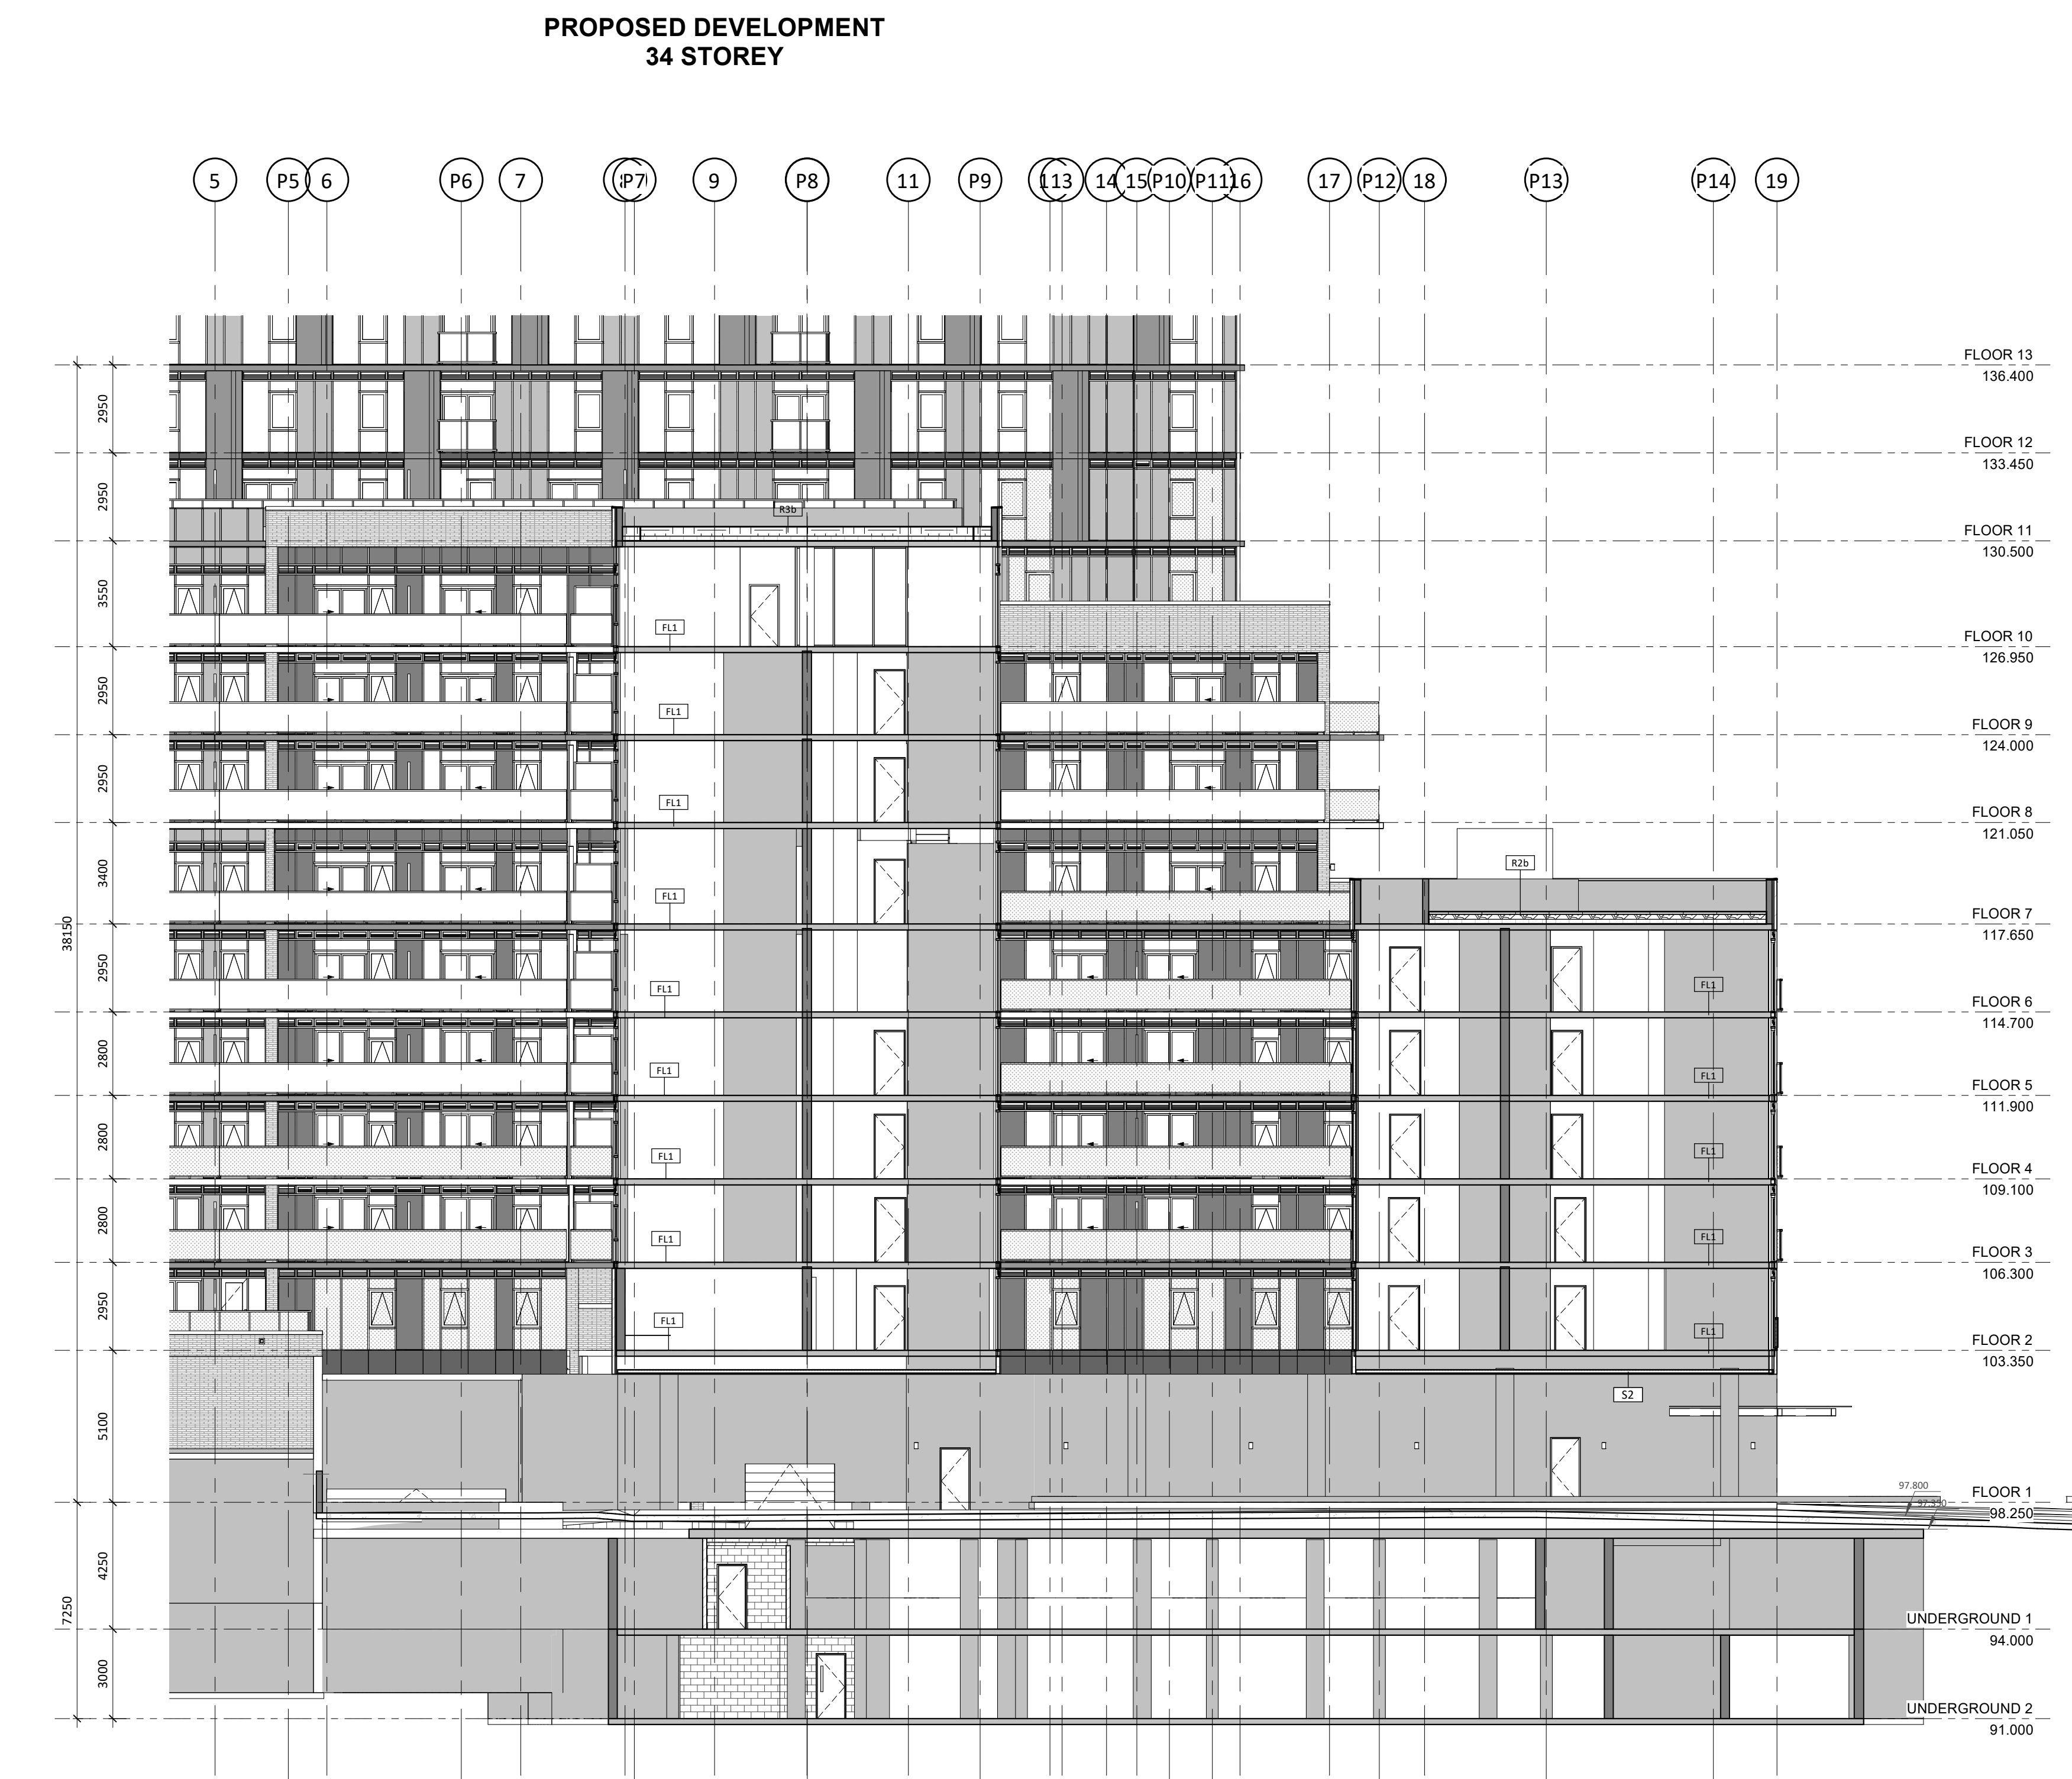 PROPOSED DEVELOPMENT
34 STOREY
5 P5 6 P6 7 P7 9 P8 11 P9 13 14 15 P10 P11 16 17 P12 18 P13 P14 19
FLOOR 13
136.400
2950
FLOOR 12
133.450
2950
R3b
FLOOR 11
130.500
3550
FL1
FLOOR 10
126.950
2950
FL1
FLOOR 9
124.000
2950
FL1
FLOOR 8
121.050
3400
R2b
FL1
FLOOR 7
117.650
38150
2950
FL1
FL1
FLOOR 6
114.700
2800
FL1
FL1
FLOOR 5
111.900
2800
FL1
FL1
FLOOR 4
109.100
2800
FL1
FL1
FLOOR 3
106.300
2950
FL1
FL1
FLOOR 2
103.350
S2
5100
97.800
FLOOR 1
98.250
4250
7250
UNDERGROUND 1
94.000
3000
UNDERGROUND 2
91.000